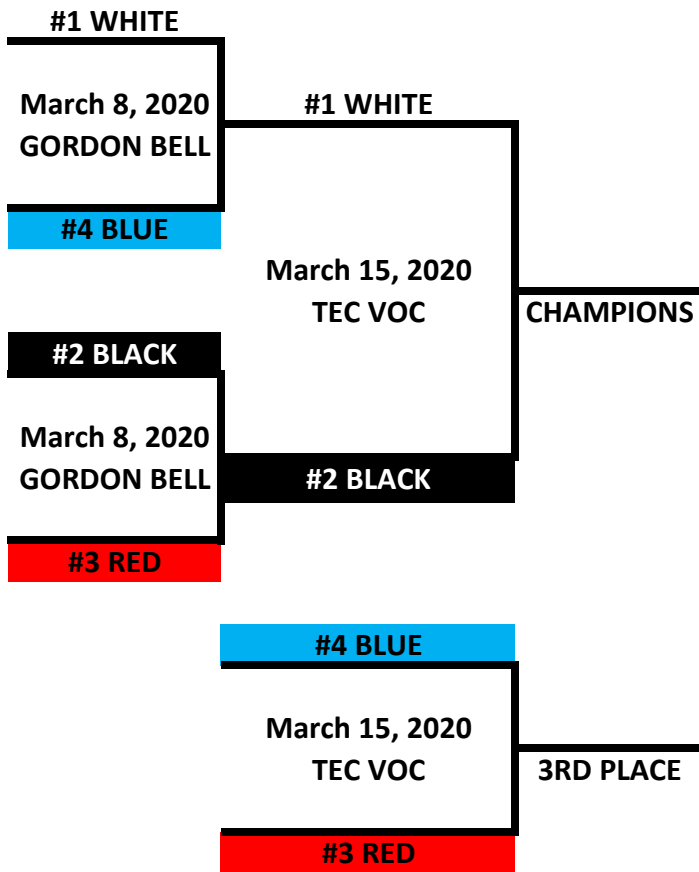 #1 WHITE
March 8, 2020
GORDON BELL
#1 WHITE
#4 BLUE
March 15, 2020
TEC VOC
CHAMPIONS
#2 BLACK
March 8, 2020
GORDON BELL
#2 BLACK
#3 RED
#4 BLUE
March 15, 2020
TEC VOC
3RD PLACE
#3 RED